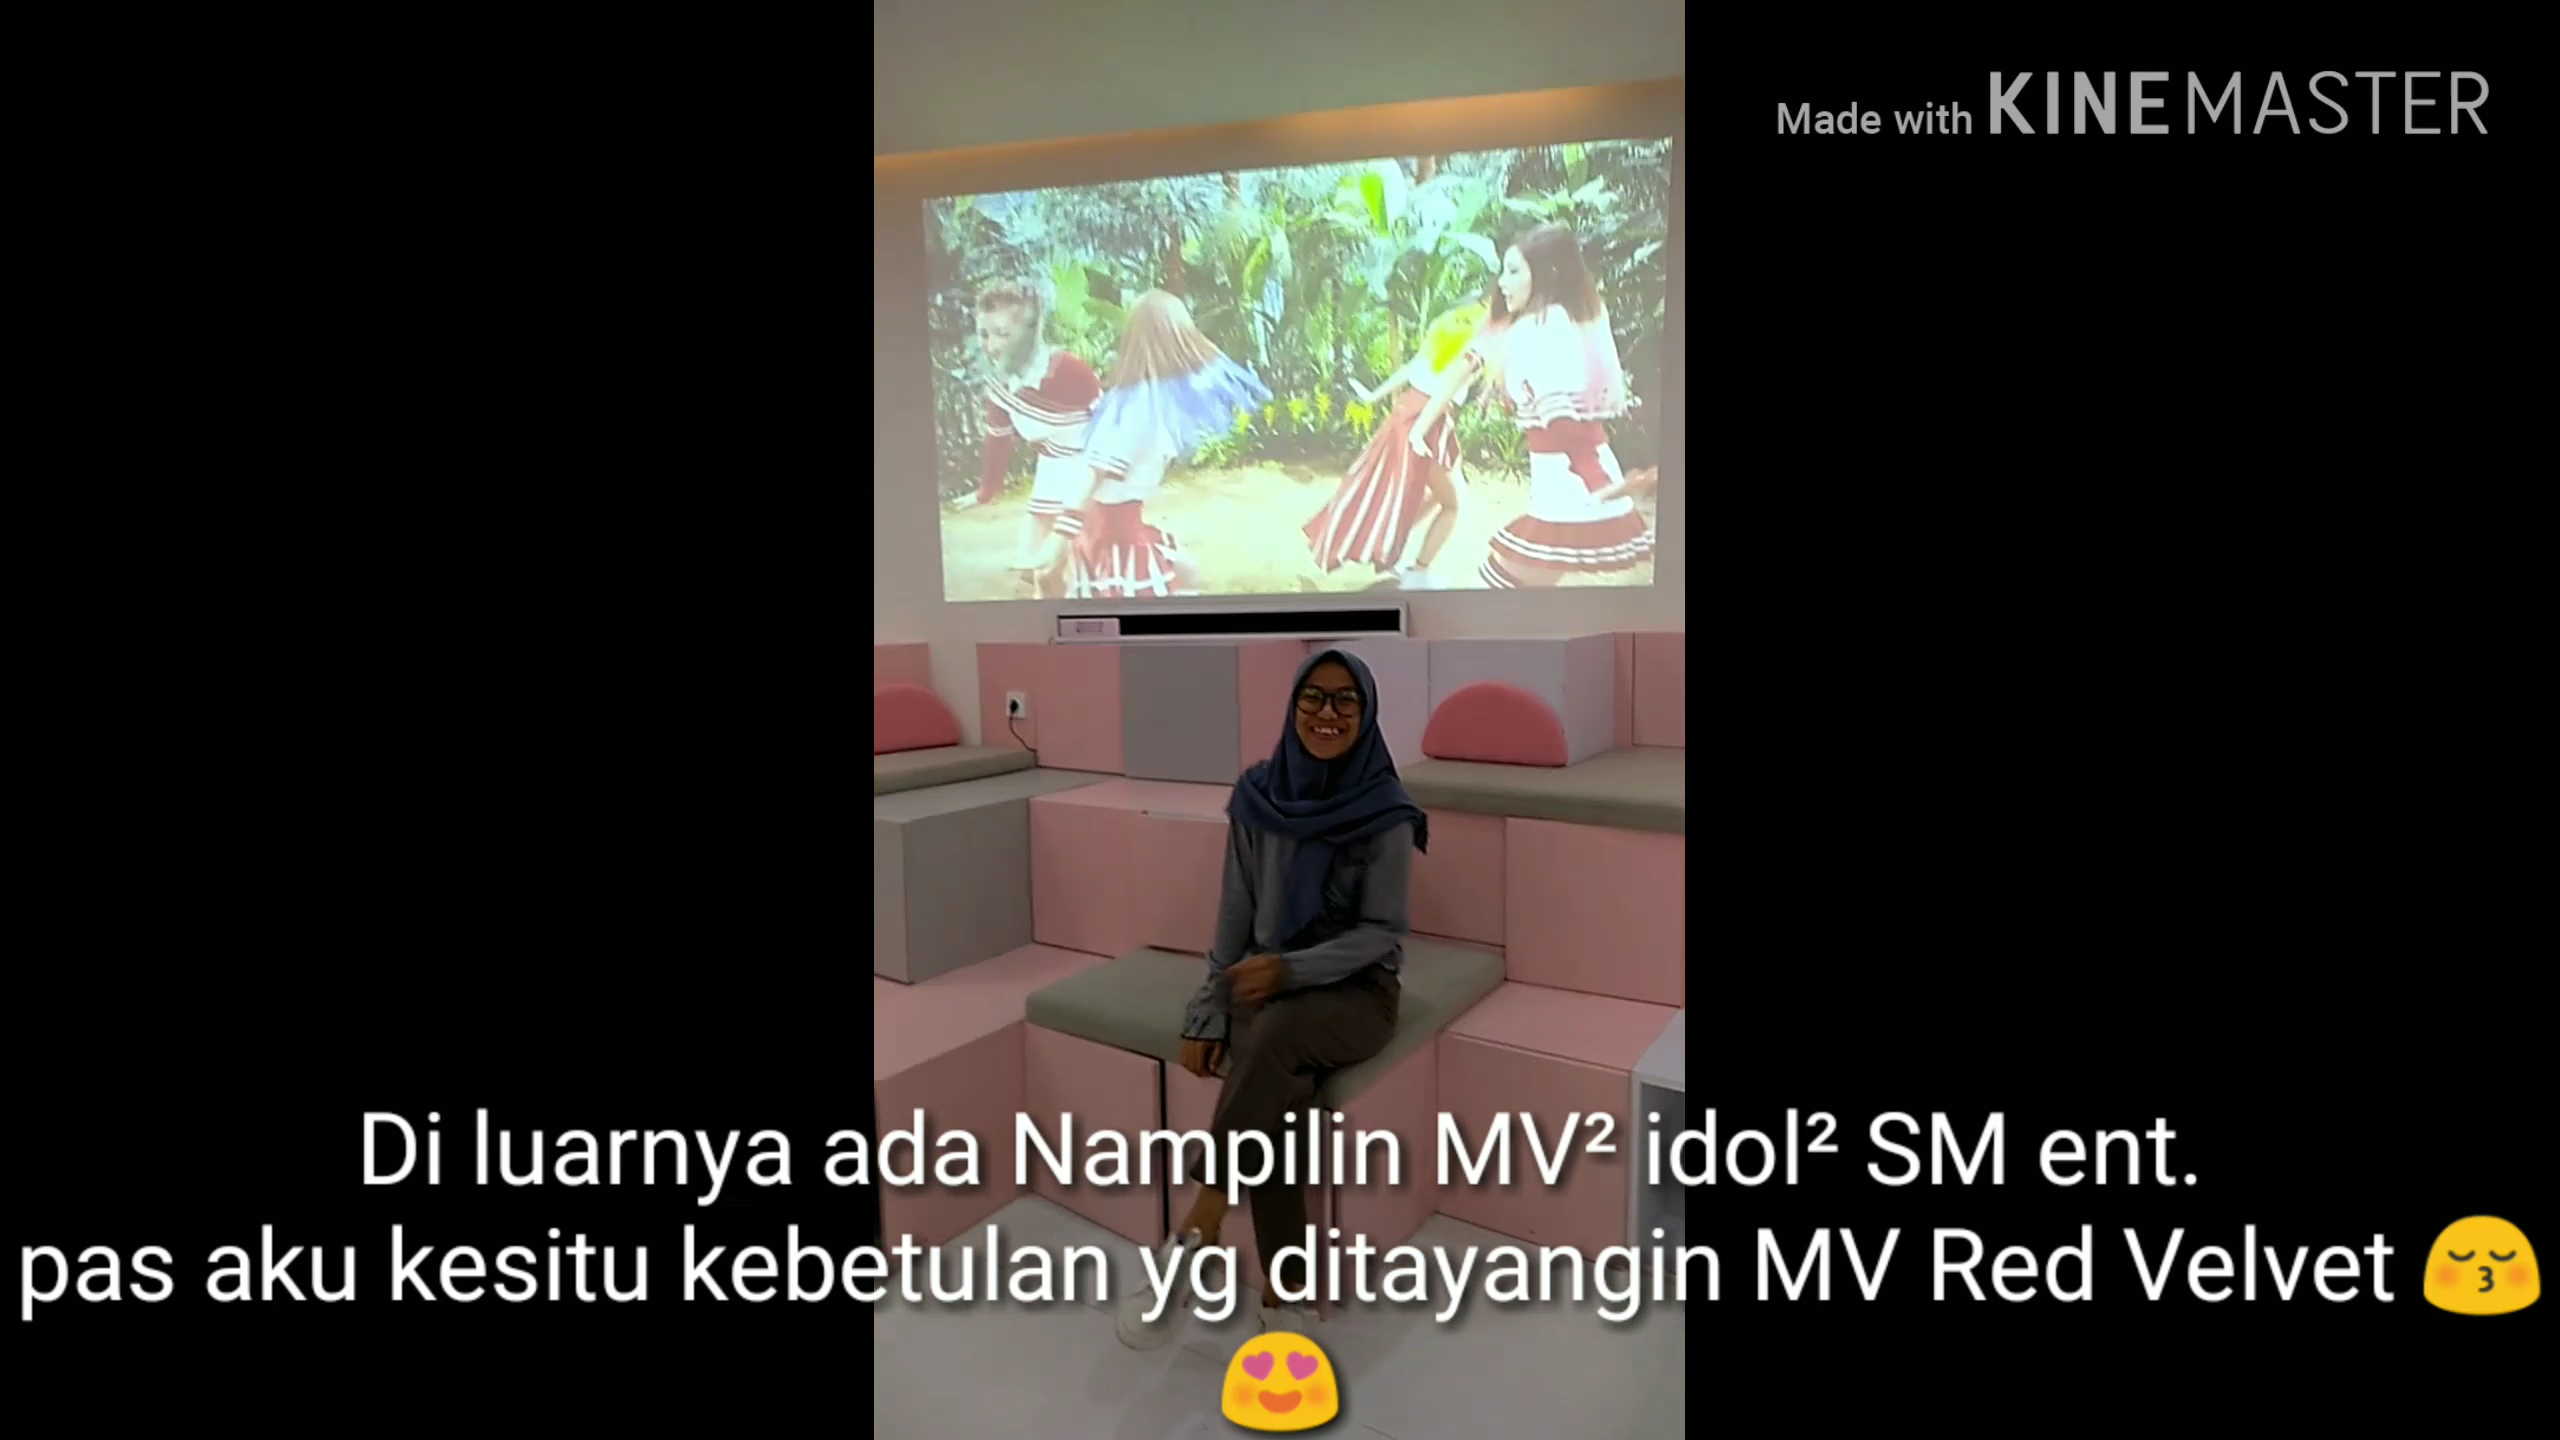 Made with KINEMASTER
Di luarnya ada Nampilin MV² idol² SM ent.
pas aku kesitu kebetulan yg ditayangin MV Red Velvet 😚
😍